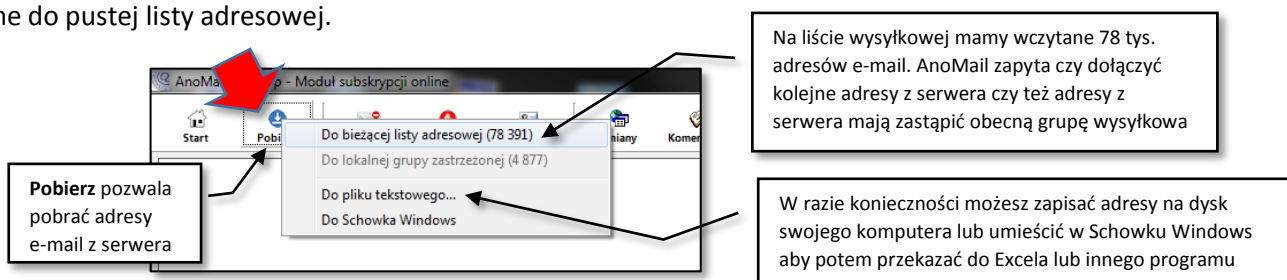 ne do pustej listy adresowej.
Na liście wysyłkowej mamy wczytane 78 tys.
adresów e-mail. AnoMail zapyta czy dołączyć
kolejne adresy z serwera czy też adresy z
serwera mają zastąpić obecną grupę wysyłkowa
AnoMa p - Moduł subskrypcji online
Start
Pobi
niany
Komer
Do bieżącej listy adresowej (78 391)
Do lokalnej grupy zastrzeżonej (4 877)
Do pliku tekstowego...
Do Schowka Windows
Pobierz pozwala
pobrać adresy
e-mail z serwera
W razie konieczności możesz zapisać adresy na dysk
swojego komputera lub umieścić w Schowku Windows
aby potem przekazać do Excela lub innego programu